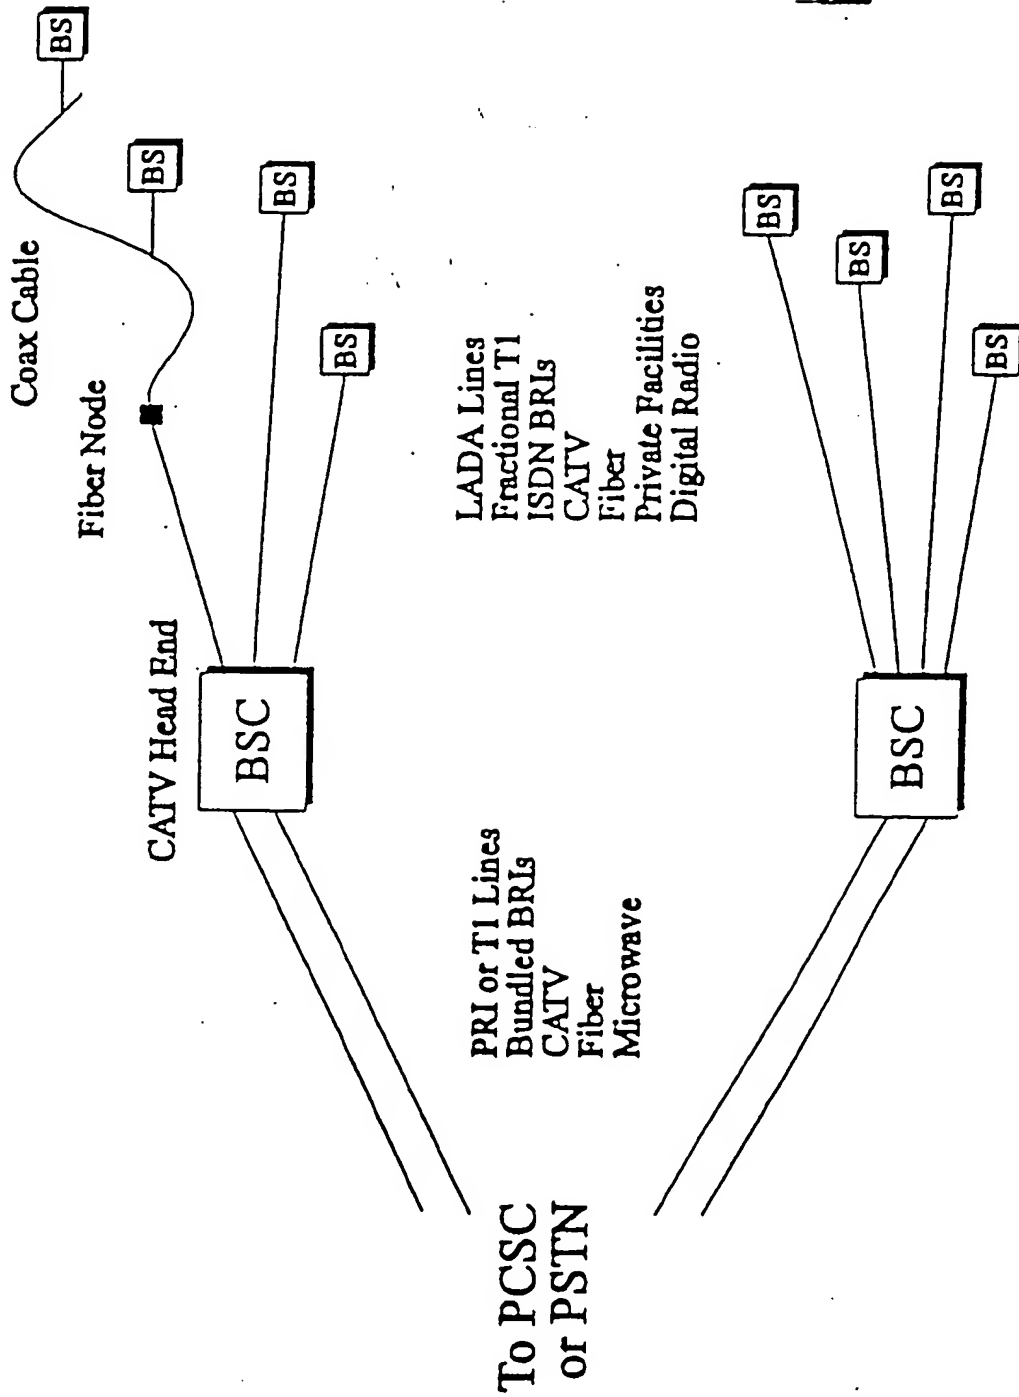 To PCSC
or PSTN
PRI or T1 Lines
Bundled BRIs
CATV
Fiber
Microwave
CATV Head End
BSC
BSC
Fiber Node
Coax Cable
LADA Lines
Fractional T1
ISDN BRIs
CATV
Fiber
Private Facilities
Digital Radio
BS
BS
BS
BS
BS
BS
BS
BS